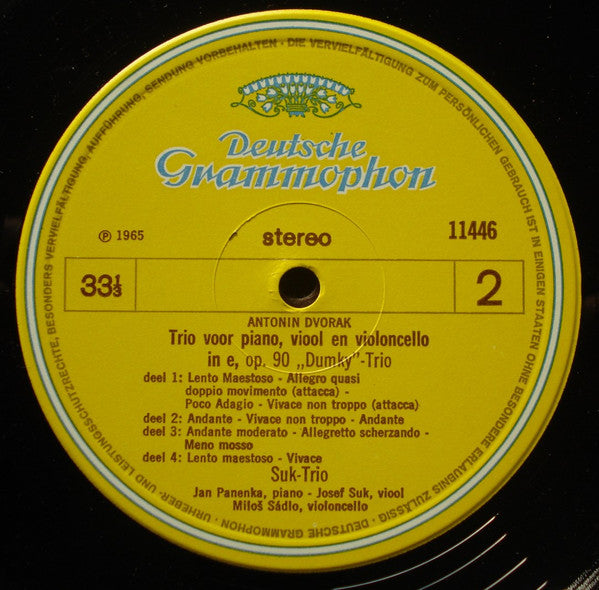 URHEBER- UND LEISTUNGSSCHUTZRECHTE, BESONDERS VERVIELFÄLTIGUNG, AUFFÜHRUNG, SENDUNG VORBEHALTEN · DIE VERVIELFÄLTIGUNG ZUM PERSÖNLICHEN GEBRAUCH IST IN EINIGEN STAATEN OHNE BESONDERE ERLAUBNIS ZULÄSSIG · DEUTSCHE GRAMMOPHON ·
Deutsche
Grammophon
℗ 1965
stereo
11446
33⅓
2
ANTONIN DVORAK
Trio voor piano, viool en violoncello
in e, op. 90 „Dumky"-Trio
deel 1: Lento Maestoso - Allegro quasi
doppio movimento (attacca) -
Poco Adagio - Vivace non troppo (attacca)
deel 2: Andante - Vivace non troppo - Andante
deel 3: Andante moderato - Allegretto scherzando -
Meno mosso
deel 4: Lento maestoso - Vivace
Suk-Trio
Jan Panenka, piano - Josef Suk, viool
Miloš Sádlo, violoncello